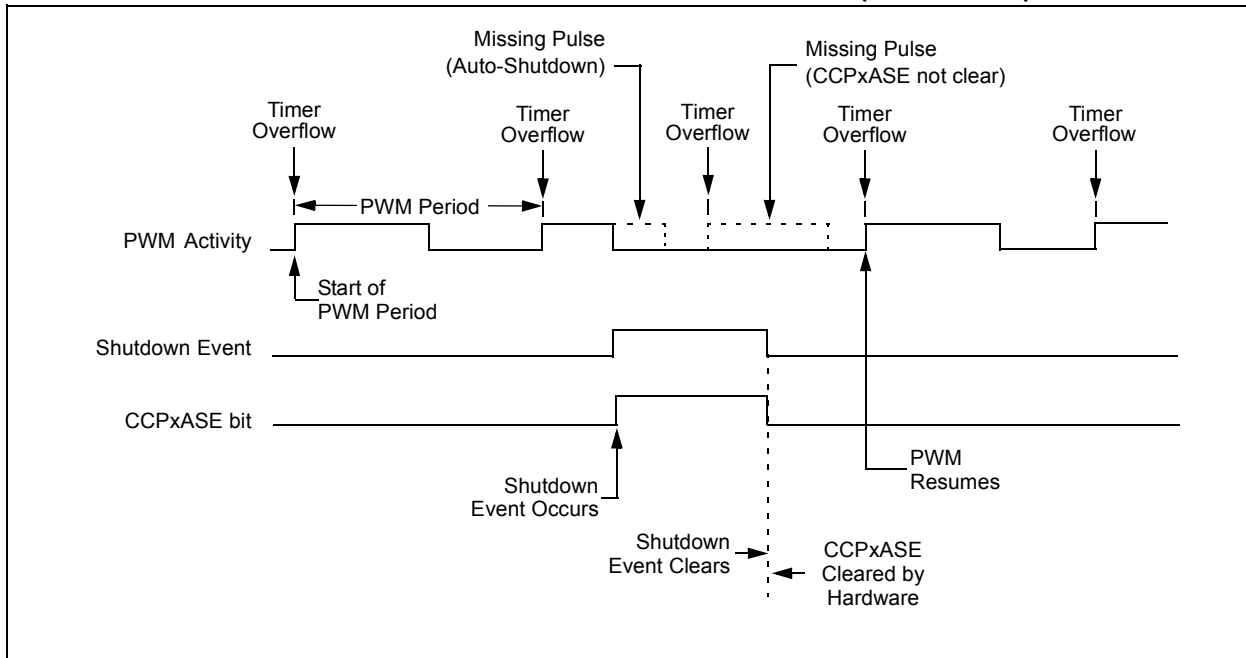 Missing Pulse
(Auto-Shutdown)
Missing Pulse
(CCPxASE not clear)
Timer
Overflow
Timer
Overflow
Timer
Overflow
Timer
Overflow
Timer
Overflow
PWM Period
PWM Activity
Start of
PWM Period
Shutdown Event
CCPxASE bit
Shutdown
Event Occurs
PWM
Resumes
Shutdown
Event Clears
CCPxASE
Cleared by
Hardware